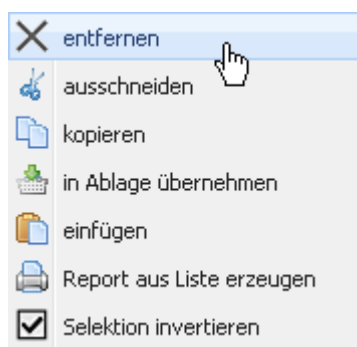 entfernen
ausschneiden
kopieren
in Ablage übernehmen
einfügen
Report aus Liste erzeugen
Selektion invertieren